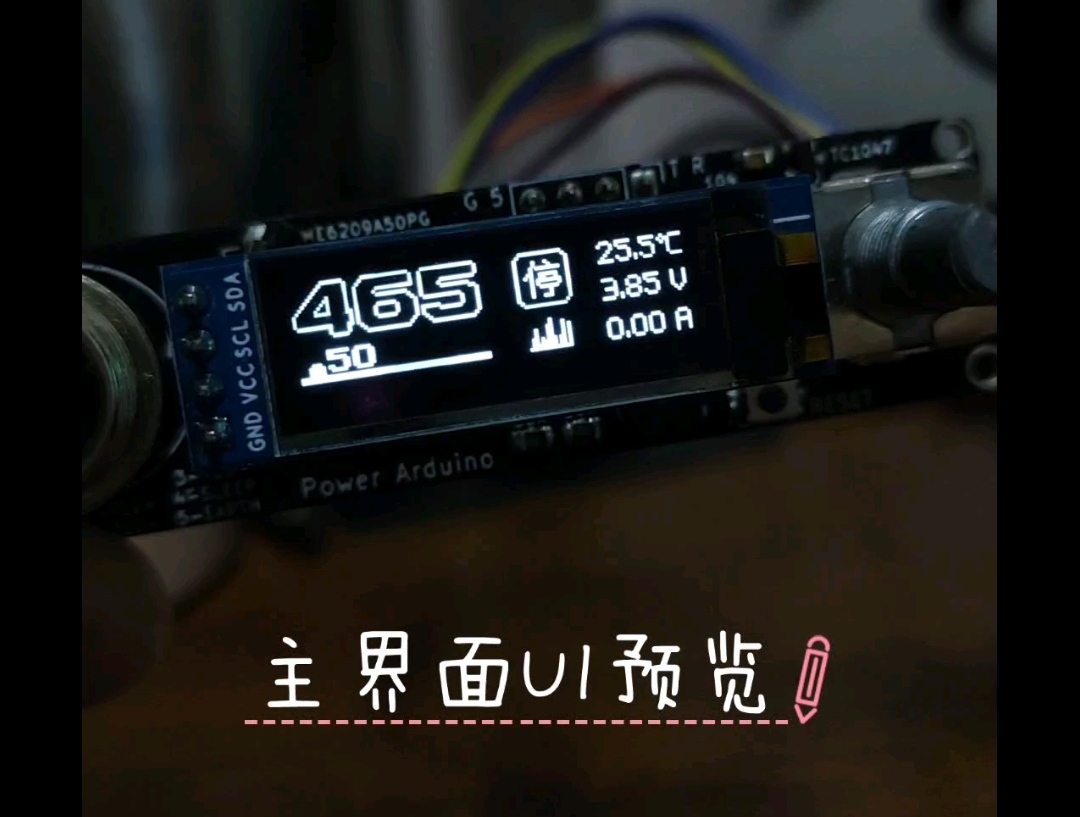 TC1047
T R
G S
ME6209A50PG
SDA
SCL
VCC
GND
465
50
停
25.5℃
3.85 V
0.00 A
RESET
Power Arduino
主界面UI预览